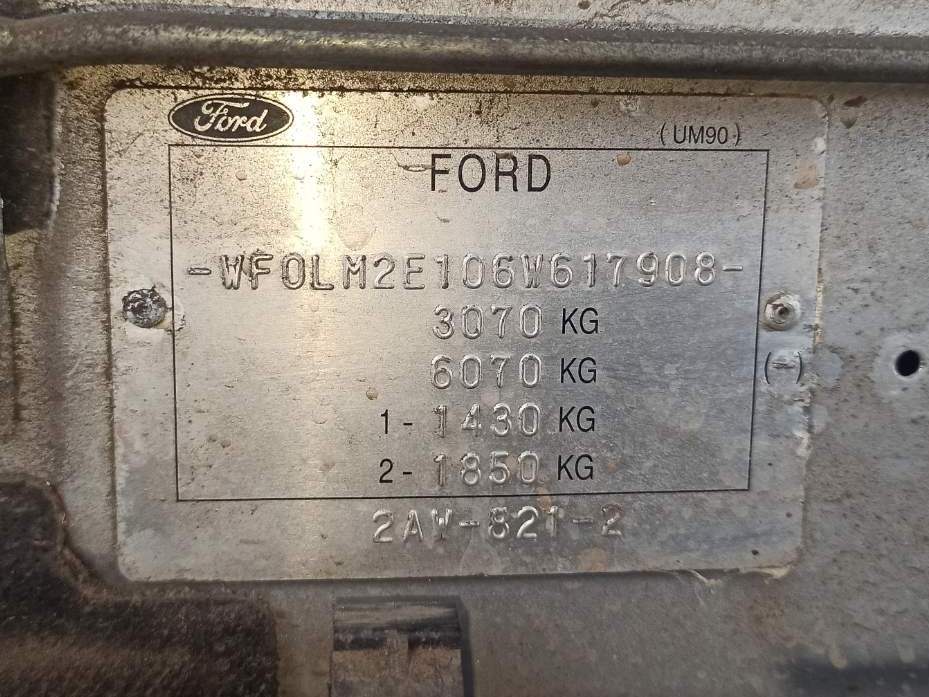 Ford
(UM90)
FORD
-WF0LM2E106W617908-
3070 KG
6070 KG (-)
1- 1430 KG
2- 1850 KG
2AW-821-2